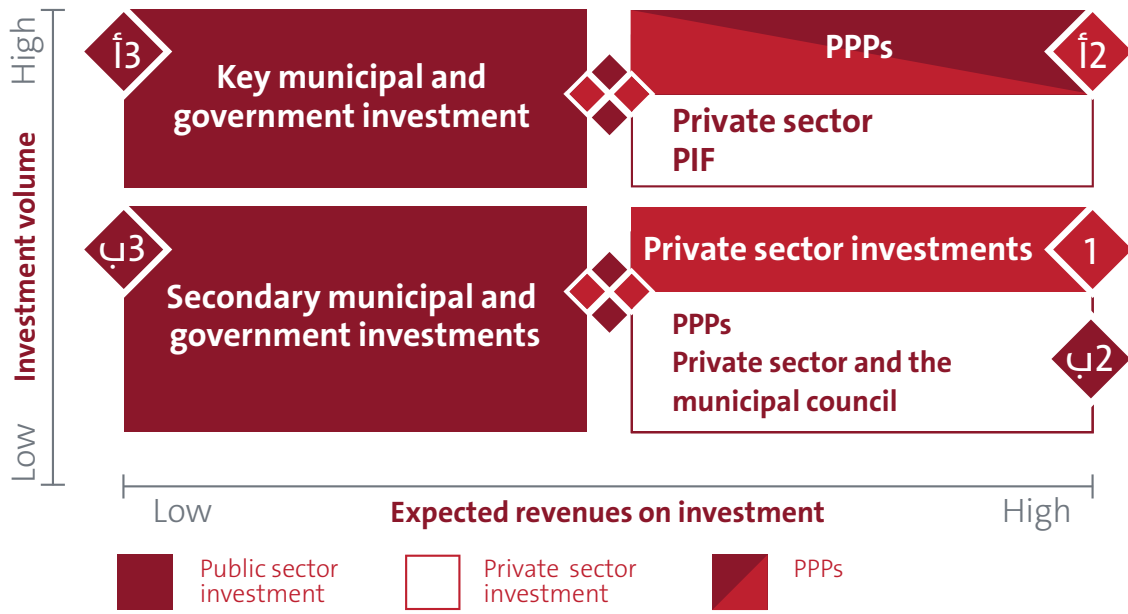 High
Investment volume
Low
أ3
Key municipal and
government investment
PPPs
أ2
Private sector
PIF
ب3
Secondary municipal and
government investments
Private sector investments
1
PPPs
Private sector and the
municipal council
ب2
Low
Expected revenues on investment
High
Public sector
investment
Private sector
investment
PPPs